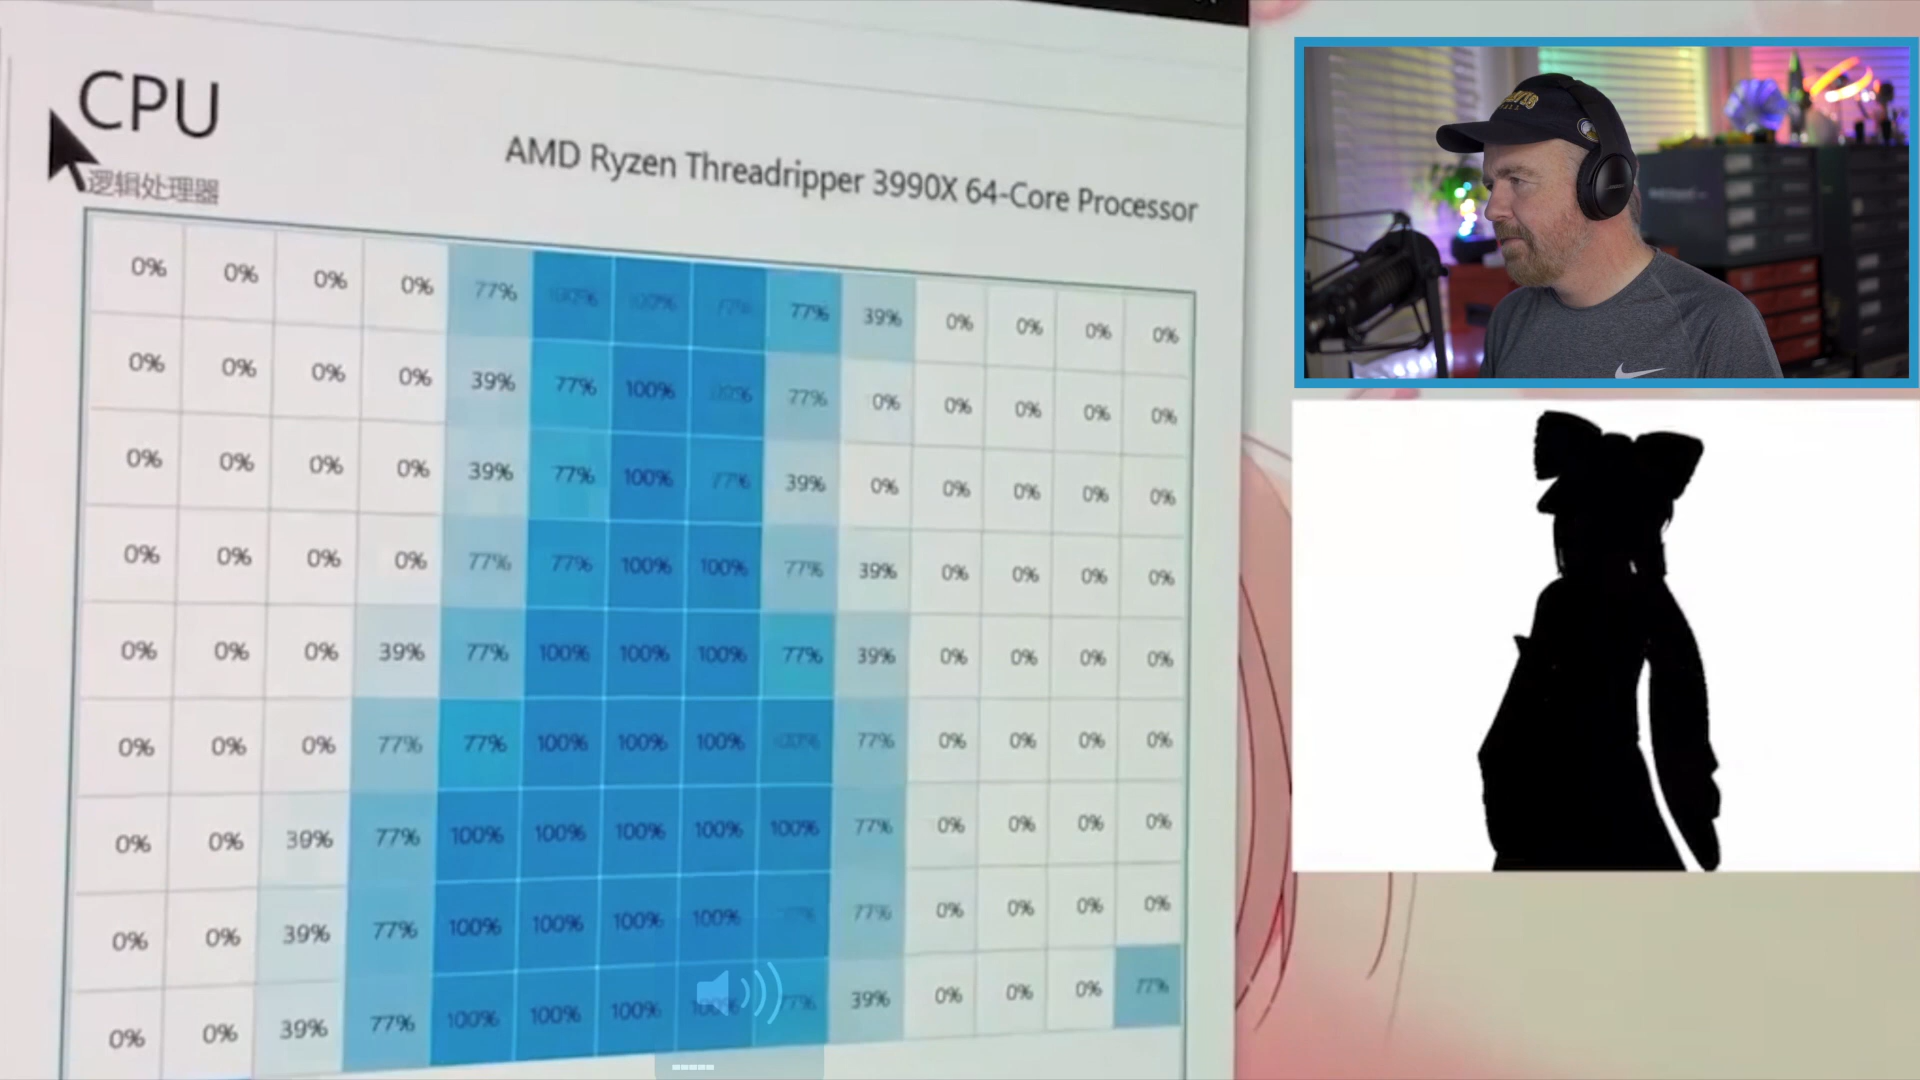 CPU
AMD Ryzen Threadripper 3990X 64-Core Processor
逻辑处理器
0% 0% 0% 0% 77% 77% 39% 0% 0% 0% 0%
0% 0% 0% 0% 39% 77% 100% 77% 0% 0% 0% 0% 0%
0% 0% 0% 0% 39% 77% 100% 77% 39% 0% 0% 0% 0% 0%
0% 0% 0% 0% 77% 77% 100% 100% 77% 39% 0% 0% 0% 0%
0% 0% 0% 39% 77% 100% 100% 100% 77% 39% 0% 0% 0% 0%
0% 0% 0% 77% 77% 100% 100% 100% 77% 0% 0% 0% 0%
0% 0% 39% 77% 100% 100% 100% 100% 100% 77% 0% 0% 0% 0%
0% 0% 39% 77% 100% 100% 100% 100% 77% 0% 0% 0% 0%
0% 0% 39% 77% 100% 100% 100% 100% 77% 39% 0% 0% 0% 77%